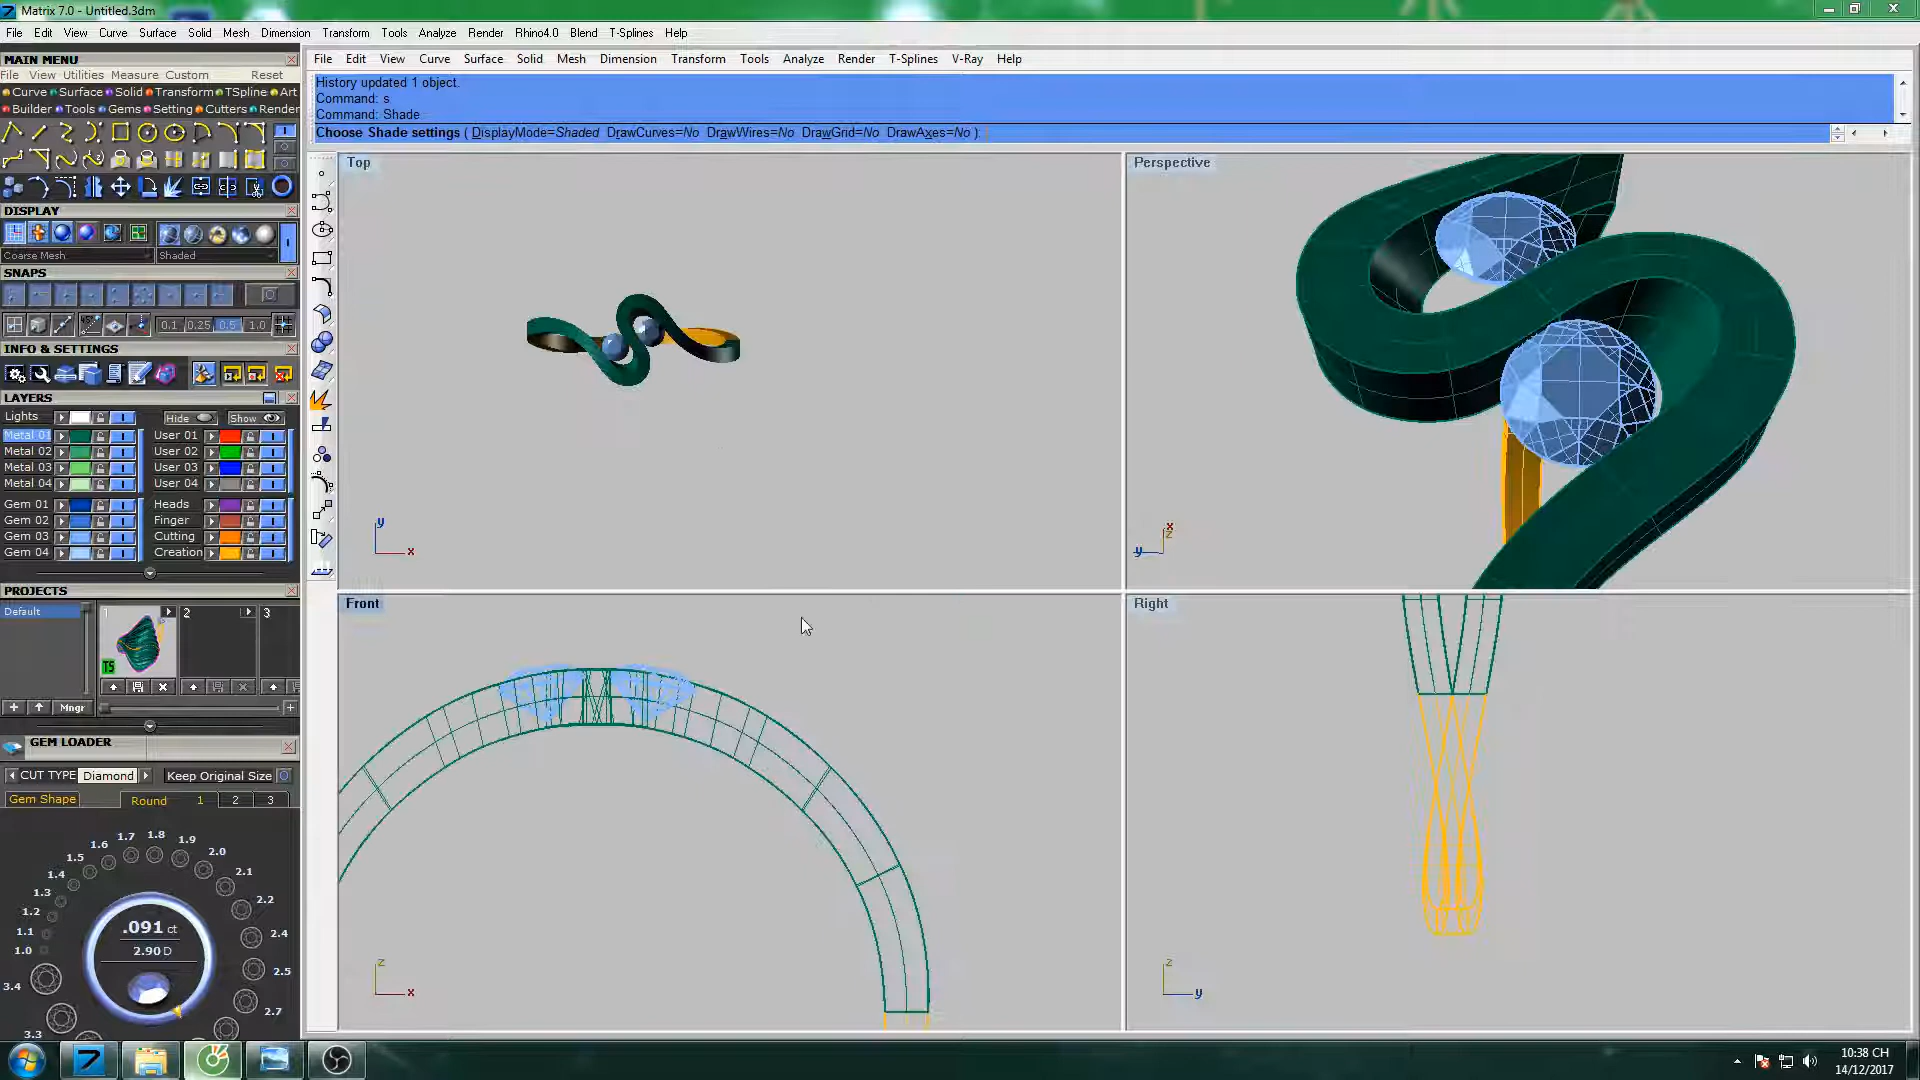 Matrix 7.0 - Untitled.3dm
File Edit View Curve Surface Solid Mesh Dimension Transform Tools Analyze Render Rhino4.0 Blend T-Splines Help
MAIN MENU
File View Utilities Measure Custom Reset
Curve Surface Solid Transform TSpline Art
Builder Tools Gems Setting Cutters Render
DISPLAY
Coarse Mesh Shaded
SNAPS
0.1 0.25 0.5 1.0
INFO & SETTINGS
LAYERS
Lights Hide Show
Metal 01 User 01
Metal 02 User 02
Metal 03 User 03
Metal 04 User 04
Gem 01 Heads
Gem 02 Finger
Gem 03 Cutting
Gem 04 Creation
PROJECTS
Default 1 2 3
TS
Mngr
GEM LOADER
CUT TYPE Diamond Keep Original Size
Gem Shape Round 1 2 3
1.0
1.1
1.2
1.3
1.4
1.5
1.6
1.7
1.8
1.9
2.0
2.1
2.2
2.4
2.5
2.7
3.4
3.3
.091 ct
2.90 D
File Edit View Curve Surface Solid Mesh Dimension Transform Tools Analyze Render T-Splines V-Ray Help
History updated 1 object.
Command: s
Command: Shade
Choose Shade settings ( DisplayMode=Shaded DrawCurves=No DrawWires=No DrawGrid=No DrawAxes=No ):
Top
y
x
Perspective
x
z
y
Front
z
x
Right
z
y
10:38 CH
14/12/2017